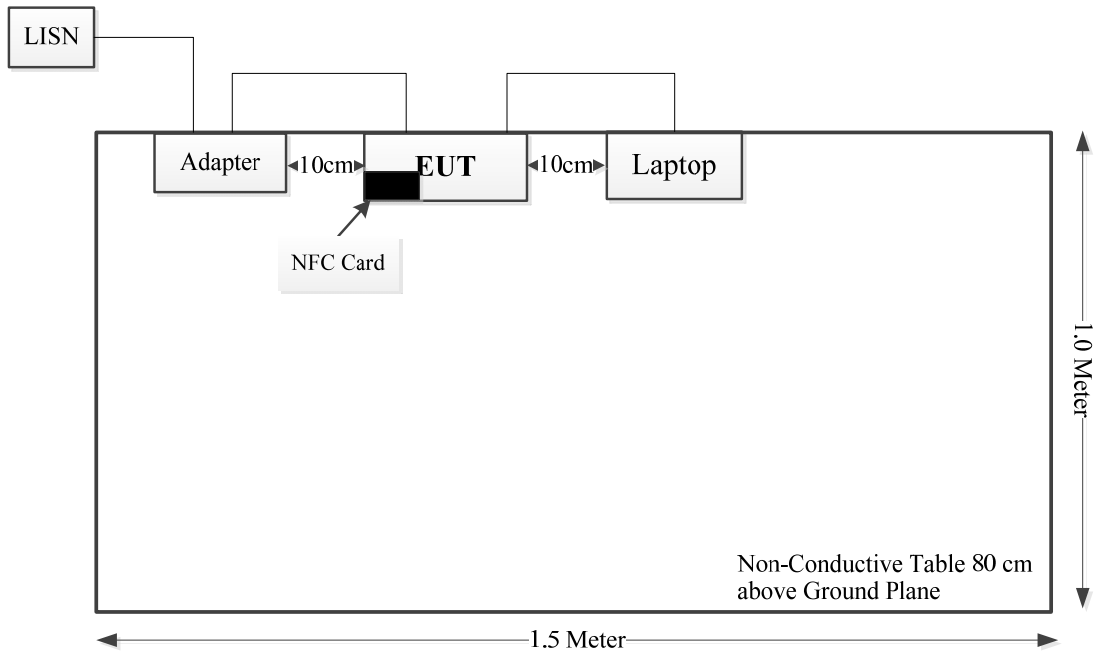 LISN
Adapter
10cm
EUT
10cm
Laptop
NFC Card
1.0 Meter
Non-Conductive Table 80 cm
above Ground Plane
1.5 Meter